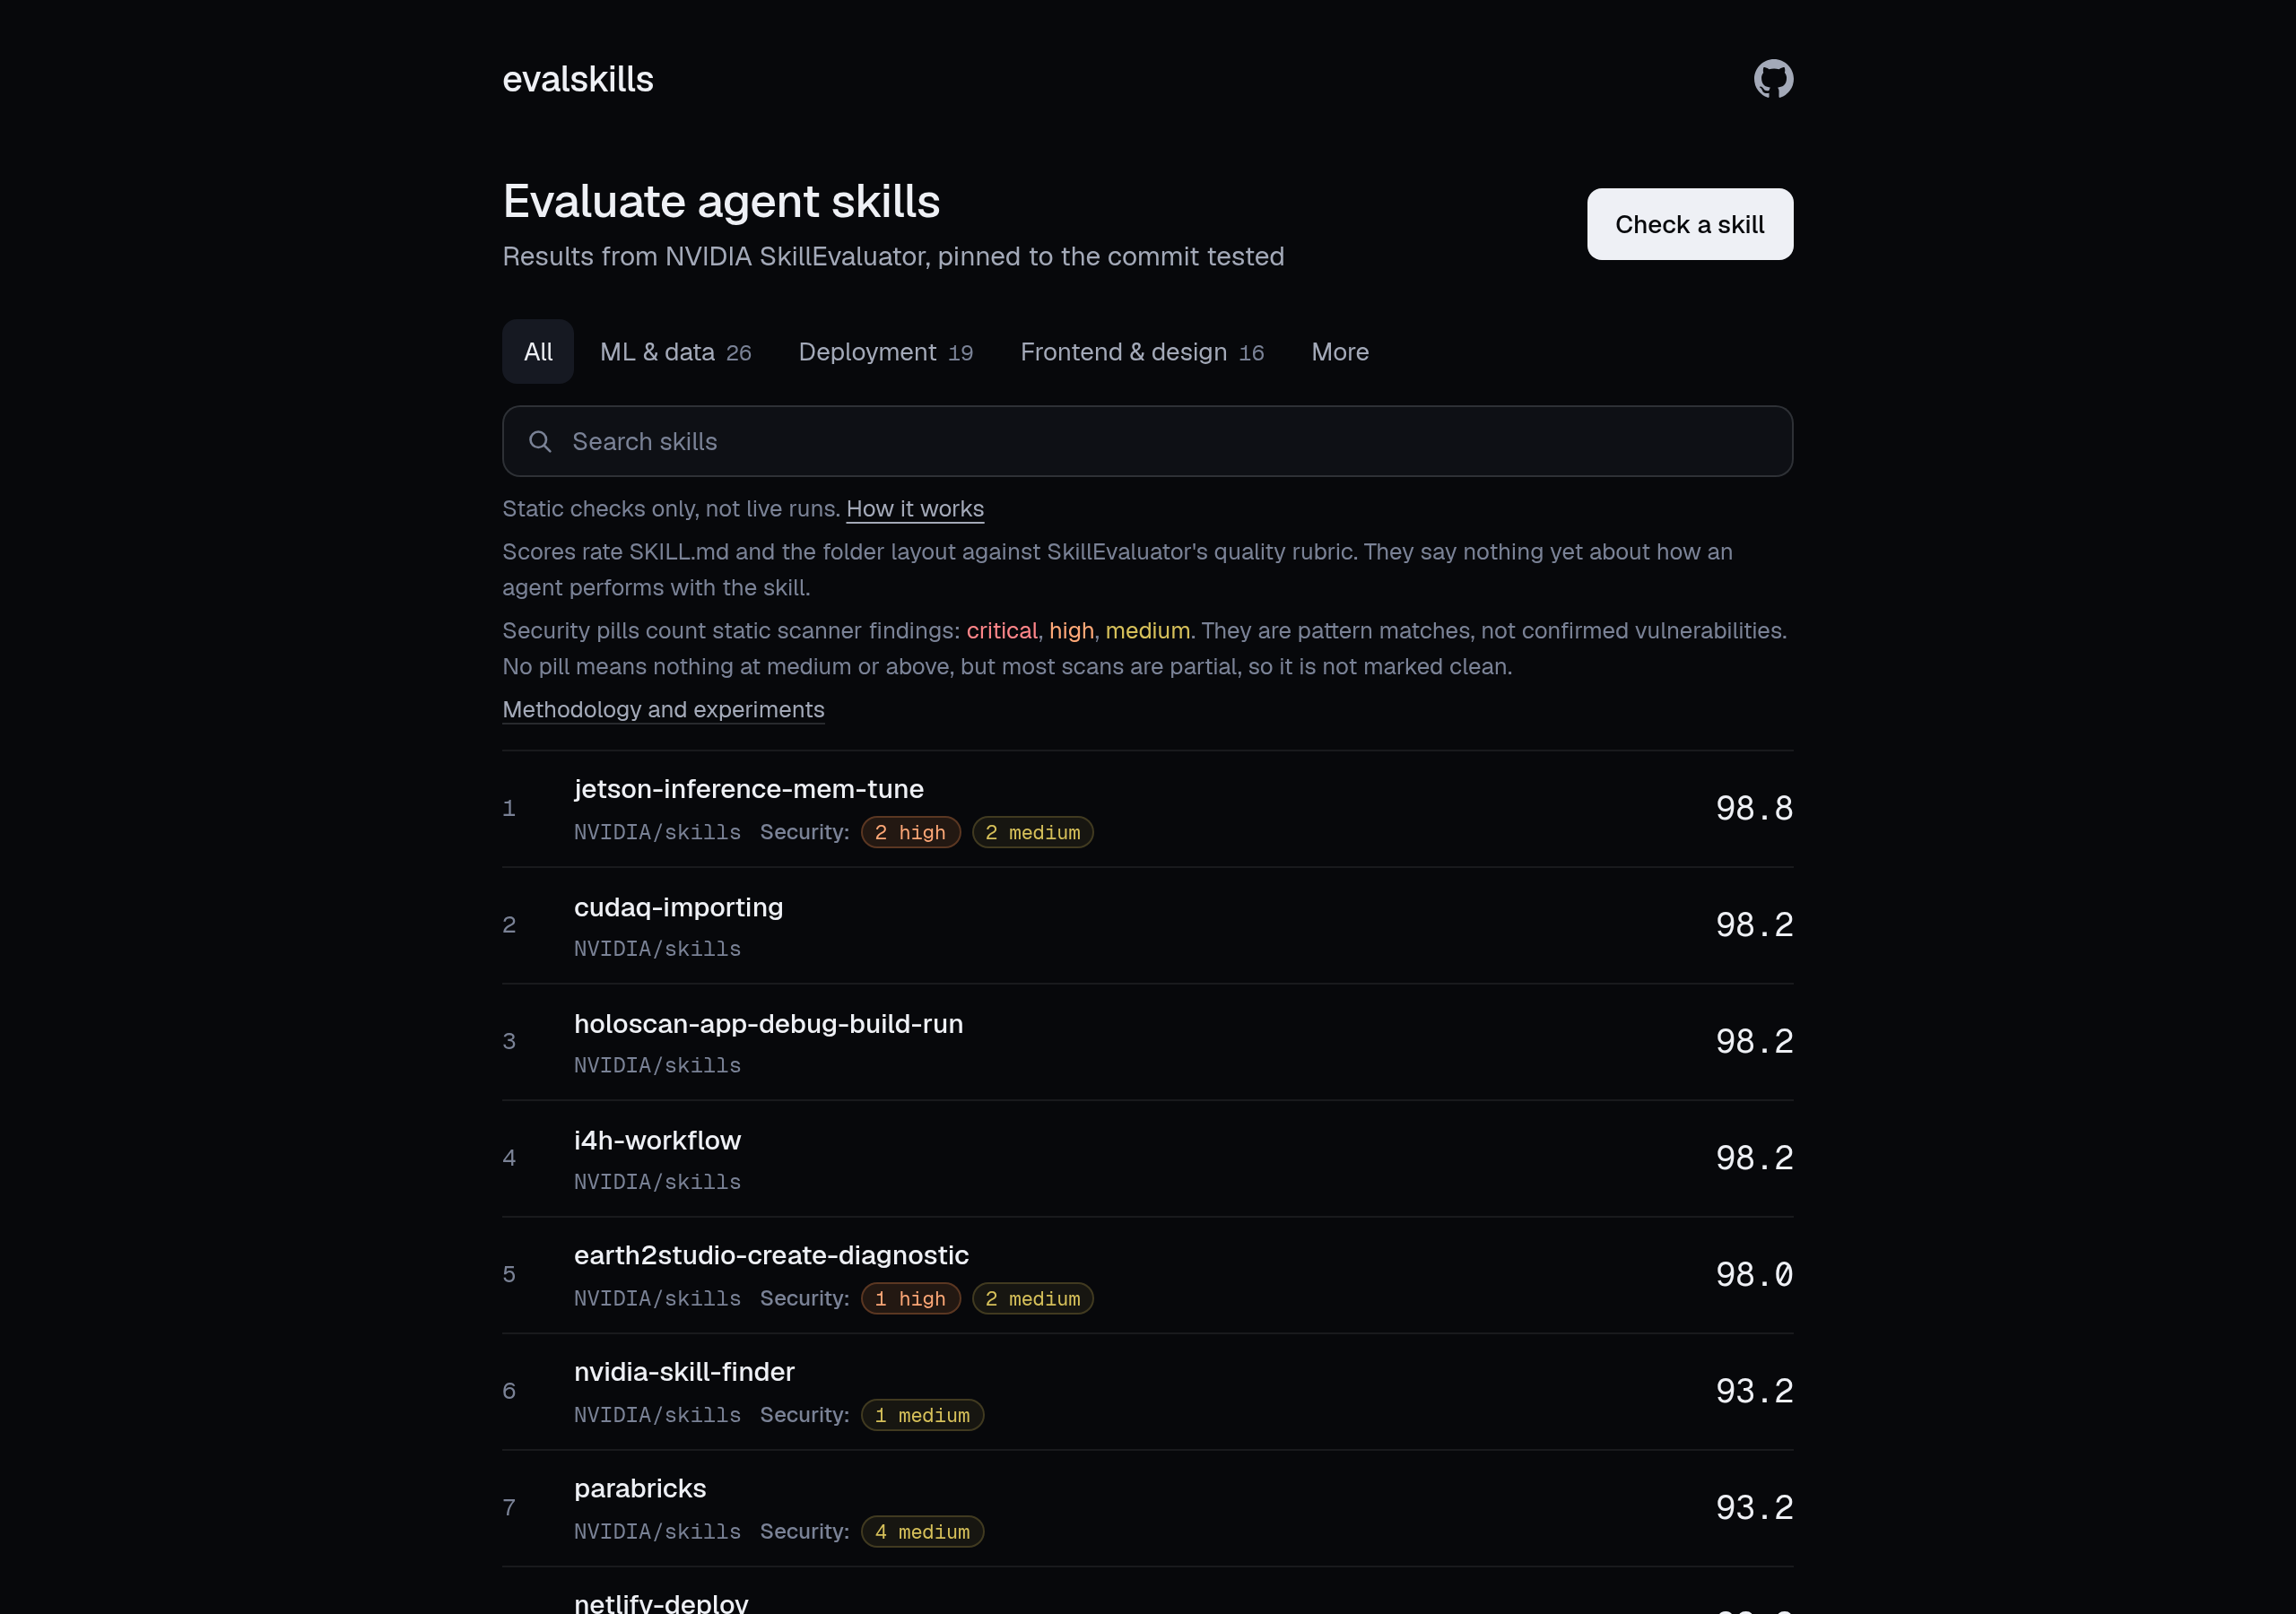 evalskills
Evaluate agent skills
Results from NVIDIA SkillEvaluator, pinned to the commit tested
Check a skill
All ML & data 26 Deployment 19 Frontend & design 16 More
Search skills
Static checks only, not live runs. How it works
Scores rate SKILL.md and the folder layout against SkillEvaluator's quality rubric. They say nothing yet about how an
agent performs with the skill.
Security pills count static scanner findings: critical, high, medium. They are pattern matches, not confirmed vulnerabilities.
No pill means nothing at medium or above, but most scans are partial, so it is not marked clean.
Methodology and experiments
1 jetson-inference-mem-tune 98.8
NVIDIA/skills Security: 2 high 2 medium
2 cudaq-importing 98.2
NVIDIA/skills
3 holoscan-app-debug-build-run 98.2
NVIDIA/skills
4 i4h-workflow 98.2
NVIDIA/skills
5 earth2studio-create-diagnostic 98.0
NVIDIA/skills Security: 1 high 2 medium
6 nvidia-skill-finder 93.2
NVIDIA/skills Security: 1 medium
7 parabricks 93.2
NVIDIA/skills Security: 4 medium
netlify-deploy